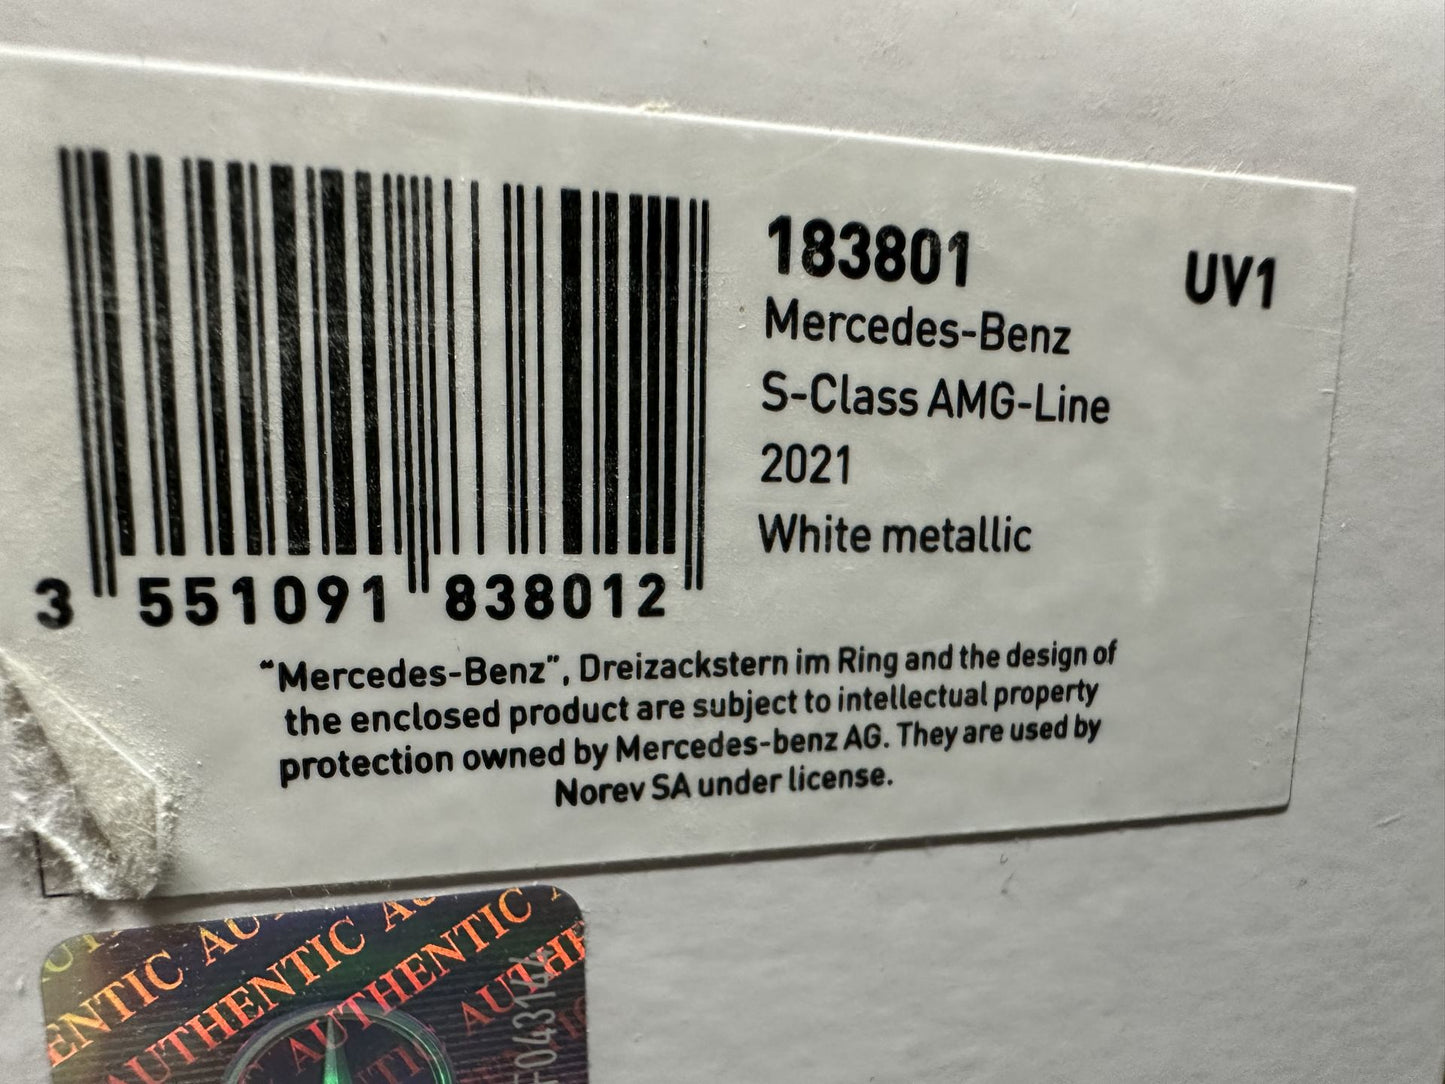 183801
UV1
Mercedes-Benz
S-Class AMG-Line
2021
White metallic
3 551091 838012
“Mercedes-Benz”, Dreizackstern im Ring and the design of
the enclosed product are subject to intellectual property
protection owned by Mercedes-benz AG. They are used by
Norev SA under license.
AUTHENTIC
AUTHENTIC